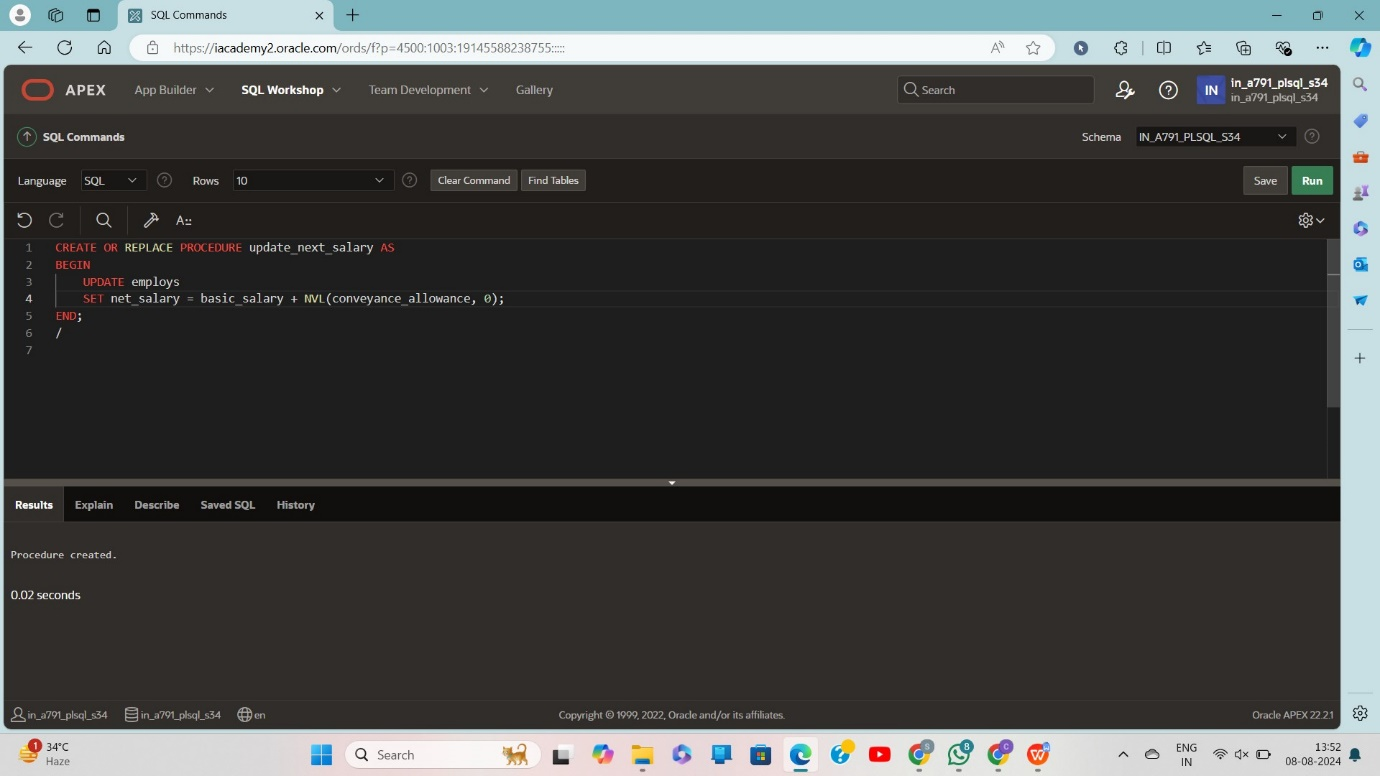 SQL Commands
https://iacademy2.oracle.com/ords/f?p=4500:1003:19145588238755:::::
APEX App Builder SQL Workshop Team Development Gallery Search IN in_a791_plsql_s34
in_a791_plsql_s34
SQL Commands Schema IN_A791_PLSQL_S34
Language SQL Rows 10 Clear Command Find Tables Save Run
A::
1 CREATE OR REPLACE PROCEDURE update_next_salary AS
2 BEGIN
3 UPDATE employs
4 SET net_salary = basic_salary + NVL(conveyance_allowance, 0);
5 END;
6 /
7
Results Explain Describe Saved SQL History
Procedure created.
0.02 seconds
in_a791_plsql_s34 in_a791_plsql_s34 en Copyright © 1999, 2022, Oracle and/or its affiliates. Oracle APEX 22.2.1
1 34°C Search ENG 13:52
Haze IN 08-08-2024